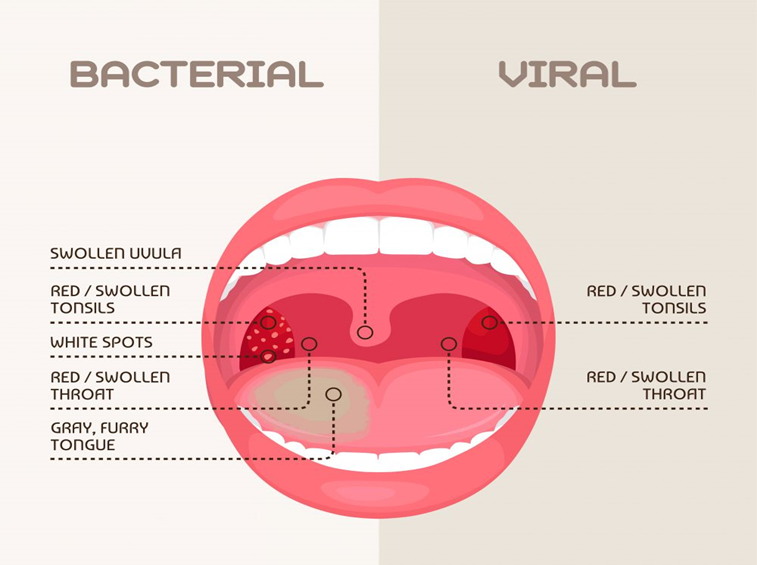 BACTERIAL
VIRAL
SWOLLEN UVULA
RED / SWOLLEN
TONSILS
WHITE SPOTS
RED / SWOLLEN
THROAT
GRAY, FURRY
TONGUE
RED / SWOLLEN
TONSILS
RED / SWOLLEN
THROAT